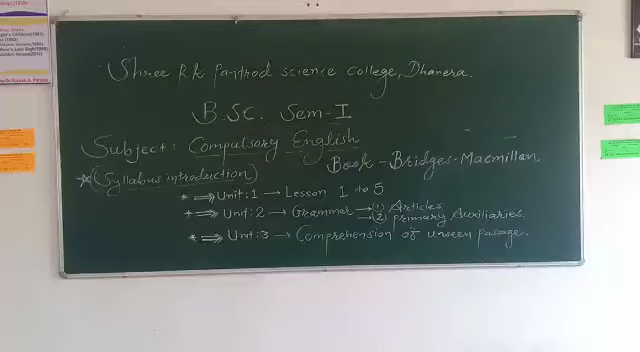 Shree R.K Pantrod science College, Dhanera.
B.SC. Sem-I
Subject: Compulsory English
Book - Bridges-Macmillan
*(Syllabus introduction)
* ⇒ Unit:1 → Lesson 1 to 5
* ⇒ Unit:2 → Grammar → (1) Articles
→ (2) Primary Auxiliaries.
* ⇒ Unit:3 → Comprehension of unseen passage.